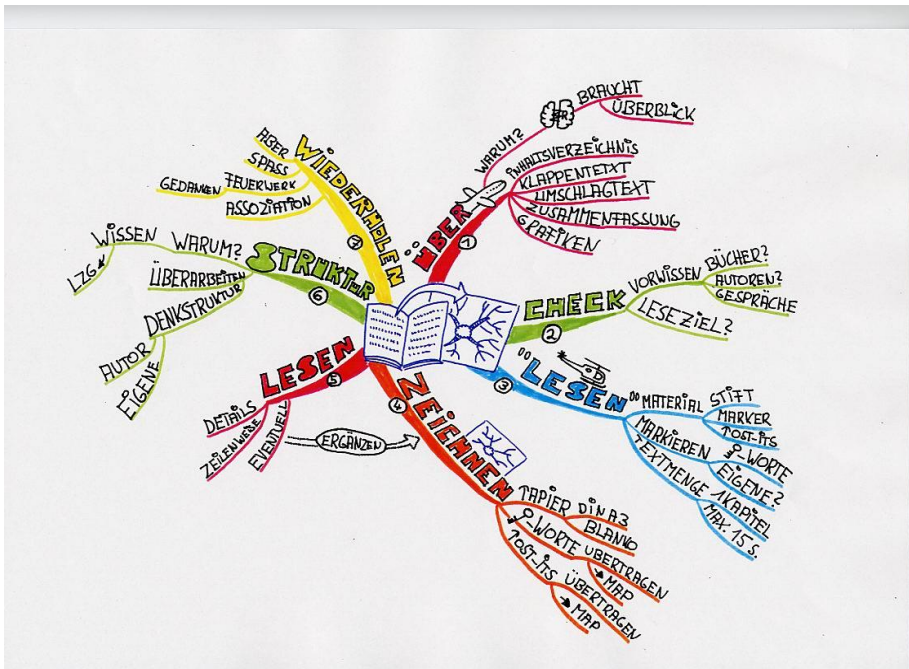 ÜBER
1
WARUM?
BRAUCHT
ÜBERBLICK
INHALTSVERZEICHNIS
KLAPPENTETXT
UMSCHLAGTEXT
ZUSAMMENFASSUNG
GRAFIKEN
CHECK
2
VORWISSEN
BÜCHER?
AUTOREN?
GESPRÄCHE
LESEZIEL?
"LESEN"
3
MATERIAL
STIFT
MARKER
POST-ITS
MARKIEREN
-WORTE
EIGENE?
TEXTMENGE
1 KAPITEL
MAX. 15 S.
ZEICHNEN
4
PAPIER
DIN A3
BLANKO
-WORTE
ÜBERTRAGEN
→ MAP
POST-ITS
ÜBERTRAGEN
→ MAP
LESEN
5
DETAILS
ZEILENWEISE
EVENTUELL
ERGÄNZEN
STRUKTUR
6
WARUM?
WISSEN
LZG
ÜBERARBEITEN
DENKSTRUKTUR
AUTOR
EIGENE
WIEDERHOLEN
7
ABER
SPASS
FEUERWERK
GEDANKEN
ASSOZIATION